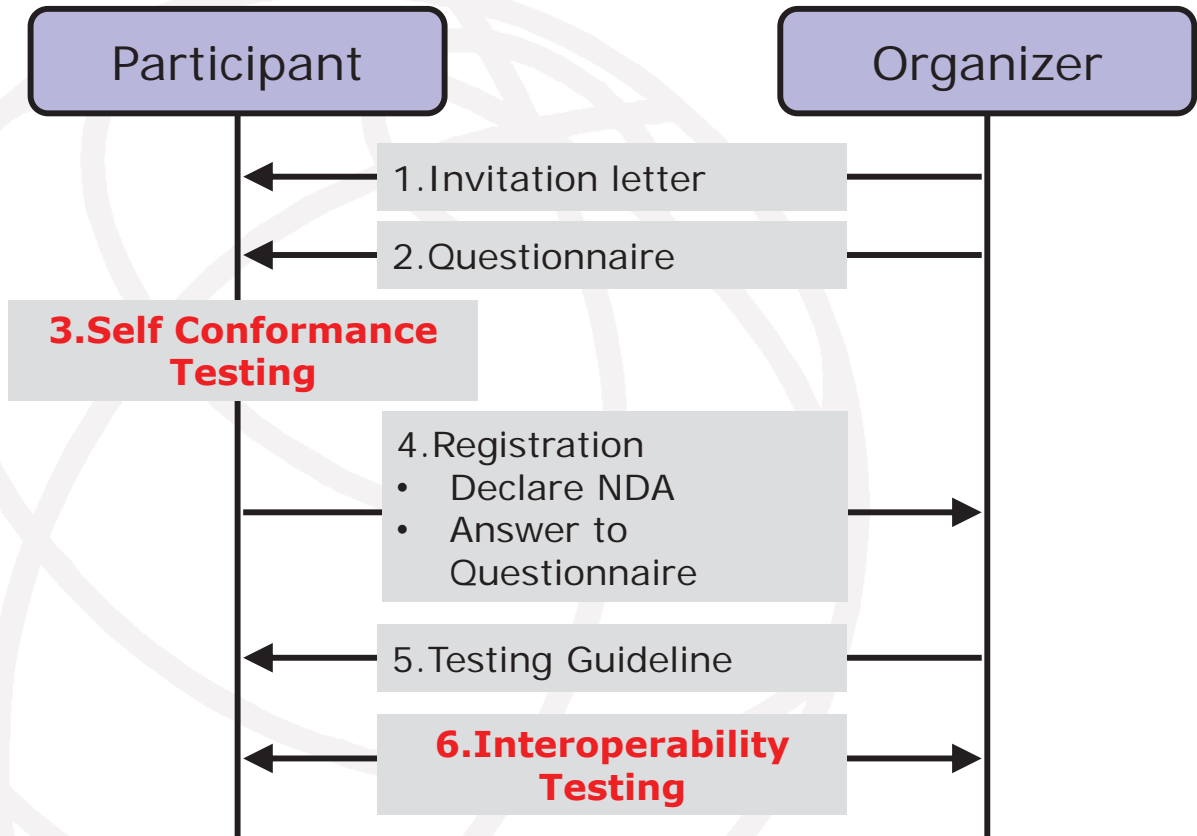 Participant
Organizer
1.Invitation letter
2.Questionnaire
3.Self Conformance
Testing
4.Registration
• Declare NDA
• Answer to
Questionnaire
5.Testing Guideline
6.Interoperability
Testing